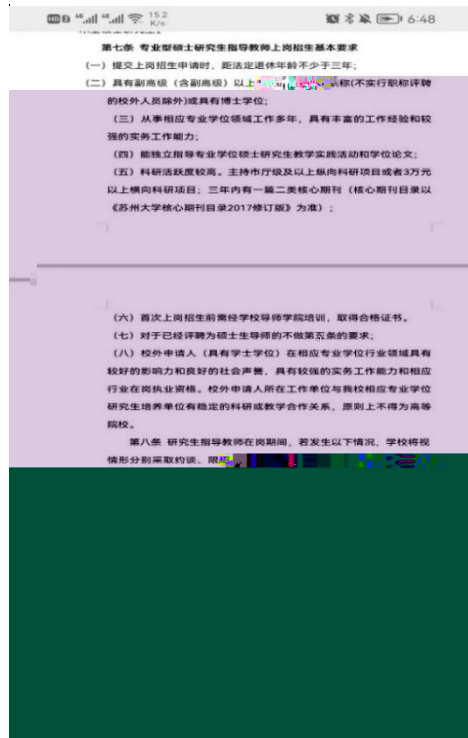 15.2
K/s
6:48
第七条 专业型硕士研究生指导教师上岗招生基本要求
（一）提交上岗招生申请时，距法定退休年龄不少于三年；
（二）具有副高级（含副高级）以上 称(不实行职称评聘
的校外人员除外)或具有博士学位；
（三）从事相应专业学位领域工作多年，具有丰富的工作经验和较
强的实务工作能力；
（四）能独立指导专业学位硕士研究生教学实践活动和学位论文；
（五）科研活跃度较高。主持市厅级及以上纵向科研项目或者3万元
以上横向科研项目；三年内有一篇二类核心期刊（核心期刊目录以
《苏州大学核心期刊目录2017修订版》为准）；
（六）首次上岗招生前需经学校导师学院培训，取得合格证书。
（七）对于已经评聘为硕士生导师的不做第五条的要求；
（八）校外申请人（具有学士学位）在相应专业学位行业领域具有
较好的影响力和良好的社会声誉，具有较强的实务工作能力和相应
行业在岗执业资格。校外申请人所在工作单位与我校相应专业学位
研究生培养单位有稳定的科研或教学合作关系，原则上不得为高等
院校。
第八条 研究生指导教师在岗期间，若发生以下情况，学校将视
情形分别采取约谈、限